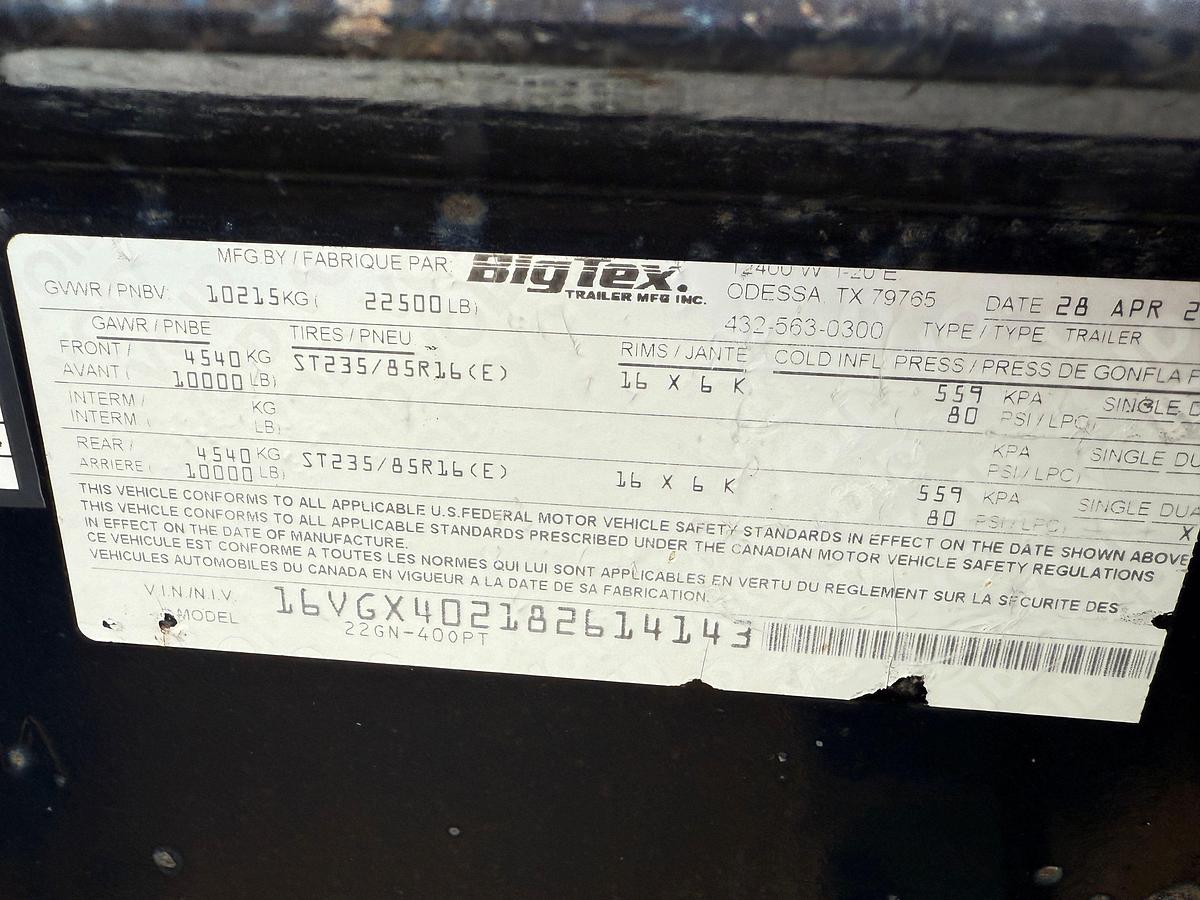 MFG.BY / FABRIQUE PAR: BigTex. 12400 W I-20 E
TRAILER MFG INC. ODESSA, TX 79765 DATE 28 APR 2
GVWR / PNBV: 10215KG( 22500LB)
432-563-0300 TYPE / TYPE TRAILER
GAWR / PNBE TIRES / PNEU RIMS / JANTE COLD INFL. PRESS / PRESS DE GONFLA F
FRONT / 4540 KG ST235/85R16(E) 16 X 6 K 559 KPA SINGLE D
AVANT ( 10000 LB) 80 PSI / LPC)
INTERM / KG KPA SINGLE DU
INTERM. ( LB) PSI / LPC)
REAR / 4540 KG ST235/85R16(E) 16 X 6 K 559 KPA SINGLE DUA
ARRIERE ( 10000 LB) 80 PSI / LPC) X
THIS VEHICLE CONFORMS TO ALL APPLICABLE U.S.FEDERAL MOTOR VEHICLE SAFETY STANDARDS IN EFFECT ON THE DATE SHOWN ABOVE
THIS VEHICLE CONFORMS TO ALL APPLICABLE STANDARDS PRESCRIBED UNDER THE CANADIAN MOTOR VEHICLE SAFETY REGULATIONS
IN EFFECT ON THE DATE OF MANUFACTURE.
CE VEHICULE EST CONFORME A TOUTES LES NORMES QUI LUI SONT APPLICABLES EN VERTU DU REGLEMENT SUR LA SECURITE DES
VEHICULES AUTOMOBILES DU CANADA EN VIGUEUR A LA DATE DE SA FABRICATION.
V.I.N./N.I.V. 16VGX402182614143
MODEL 22GN-400PT